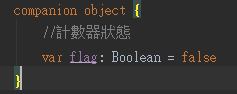 companion object {
//計數器狀態
var flag: Boolean = false
}